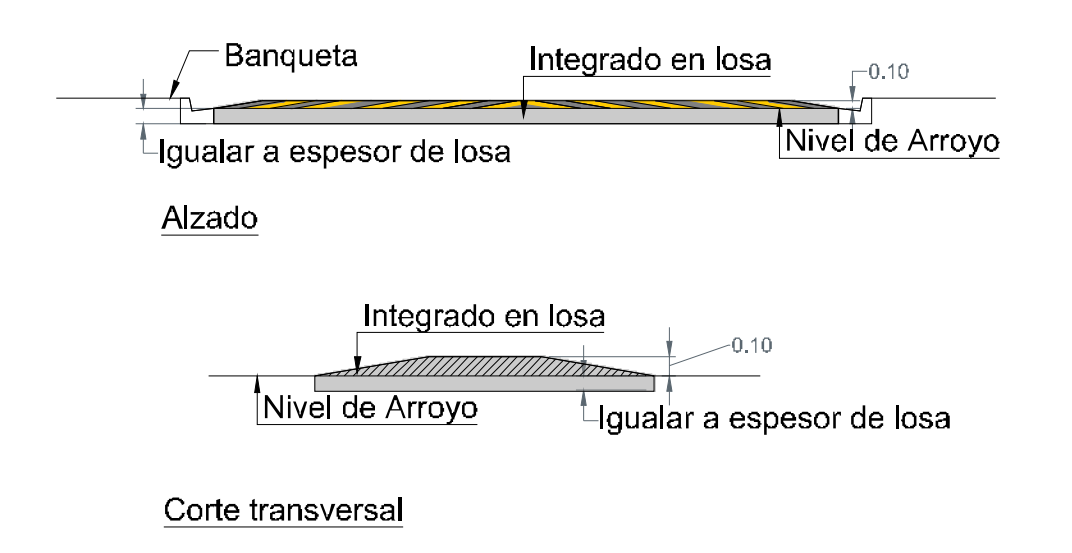 Banqueta
Integrado en losa
0.10
Nivel de Arroyo
Igualar a espesor de losa
Alzado
Integrado en losa
0.10
Nivel de Arroyo
Igualar a espesor de losa
Corte transversal